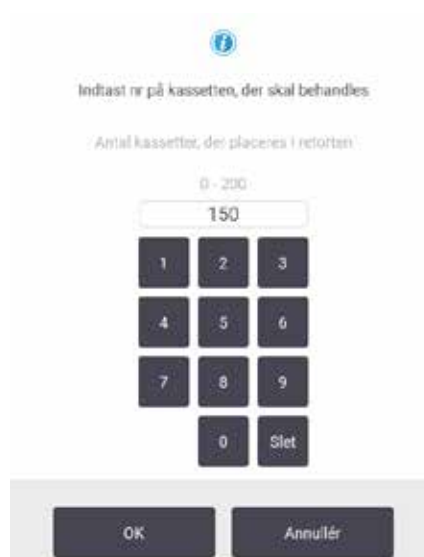 Indtast nr på kassetten, der skal behandles
Antal kassetter, der placeres i retorten
0 - 200
150
1 2 3
4 5 6
7 8 9
0 Slet
OK Annullér